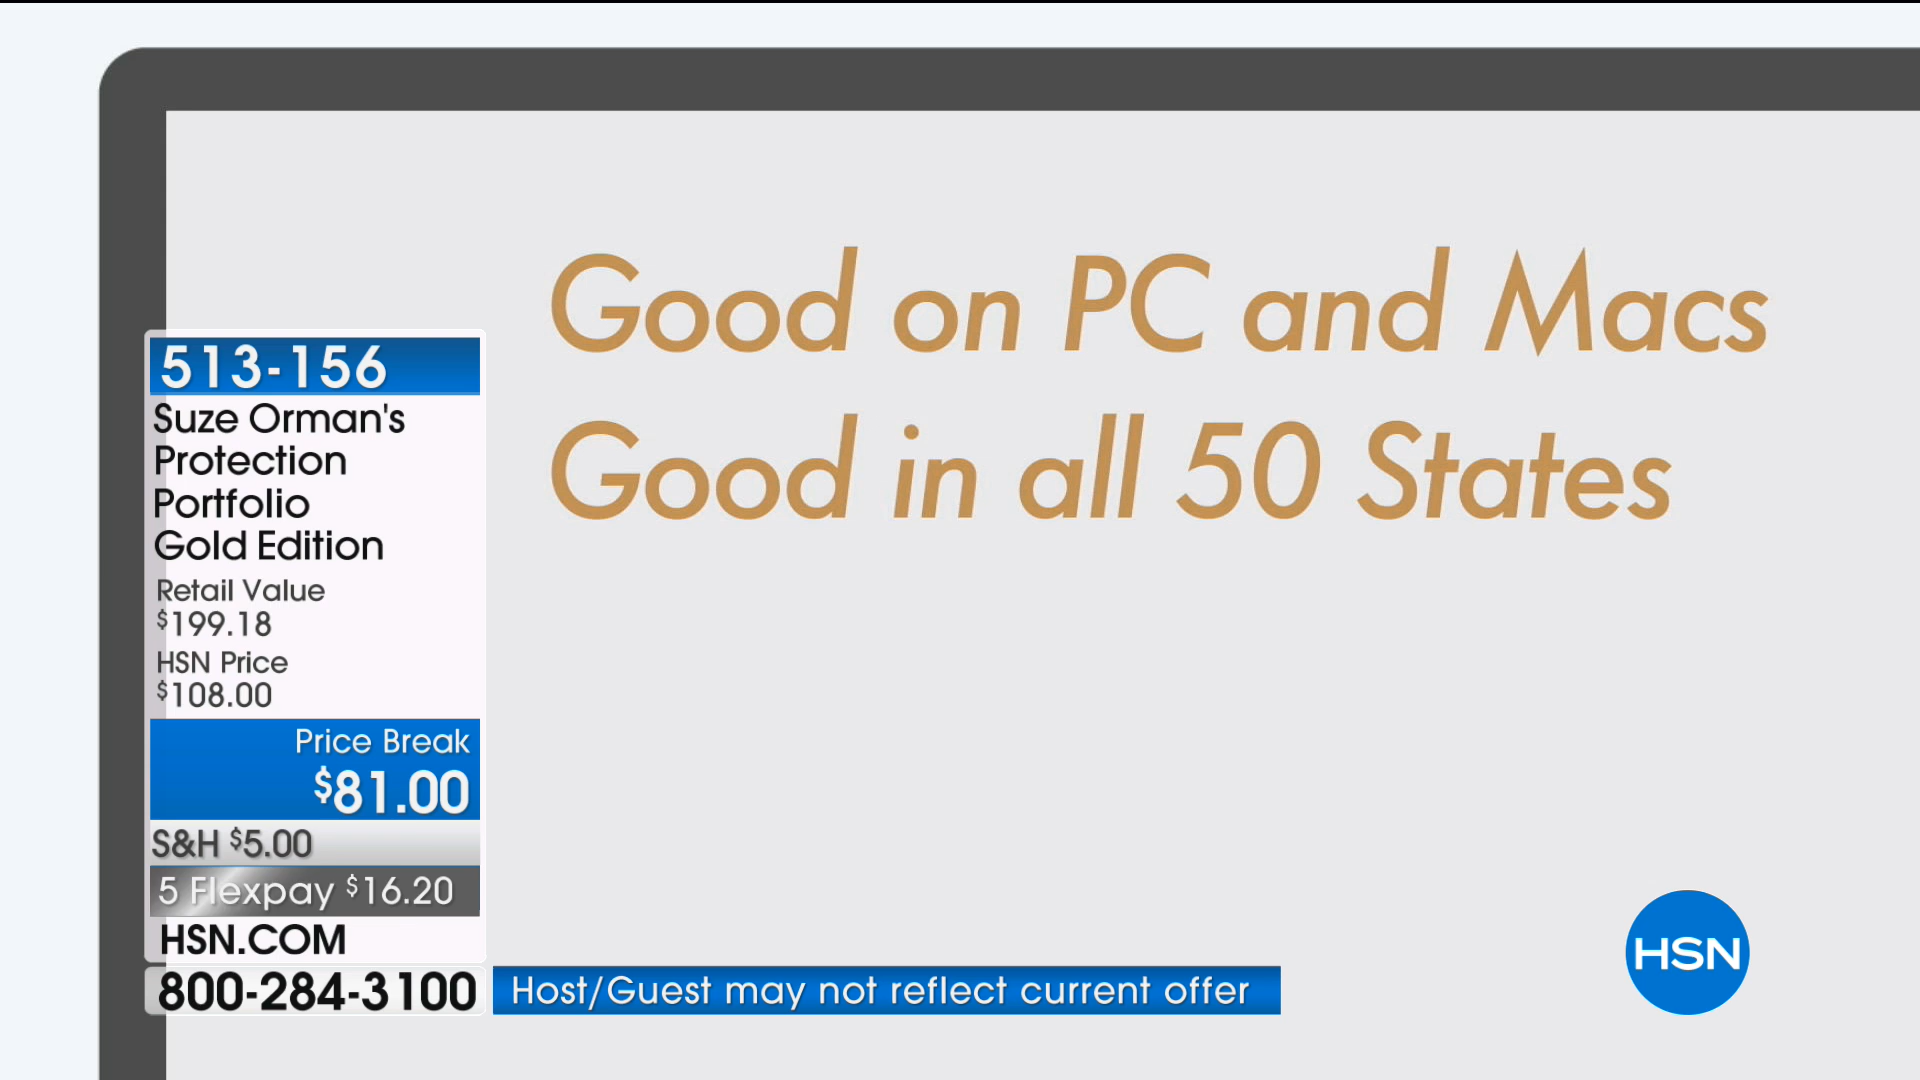 Good on PC and Macs
Good in all 50 States
513-156
Suze Orman's
Protection
Portfolio
Gold Edition
Retail Value
$199.18
HSN Price
$108.00
Price Break
$81.00
S&H $5.00
5 Flexpay $16.20
HSN.COM
800-284-3100
Host/Guest may not reflect current offer
HSN